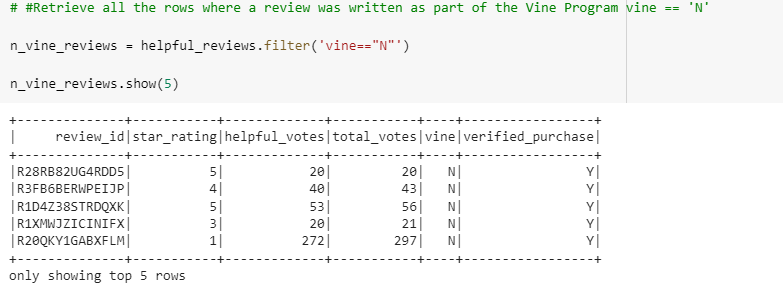 # #Retrieve all the rows where a review was written as part of the Vine Program vine == 'N'
n_vine_reviews = helpful_reviews.filter('vine=="N"')
n_vine_reviews.show(5)
+--------------+-----------+-------------+-----------+----+-----------------+
|     review_id|star_rating|helpful_votes|total_votes|vine|verified_purchase|
+--------------+-----------+-------------+-----------+----+-----------------+
|R28RB82UG4RDD5|          5|           20|         20|   N|                Y|
|R3FB6BERWPEIJP|          4|           40|         43|   N|                Y|
|R1D4Z38STRDQXK|          5|           53|         56|   N|                Y|
|R1XMWJZICINIFX|          3|           20|         21|   N|                Y|
|R20QKY1GABXFLM|          1|          272|        297|   N|                Y|
+--------------+-----------+-------------+-----------+----+-----------------+
only showing top 5 rows